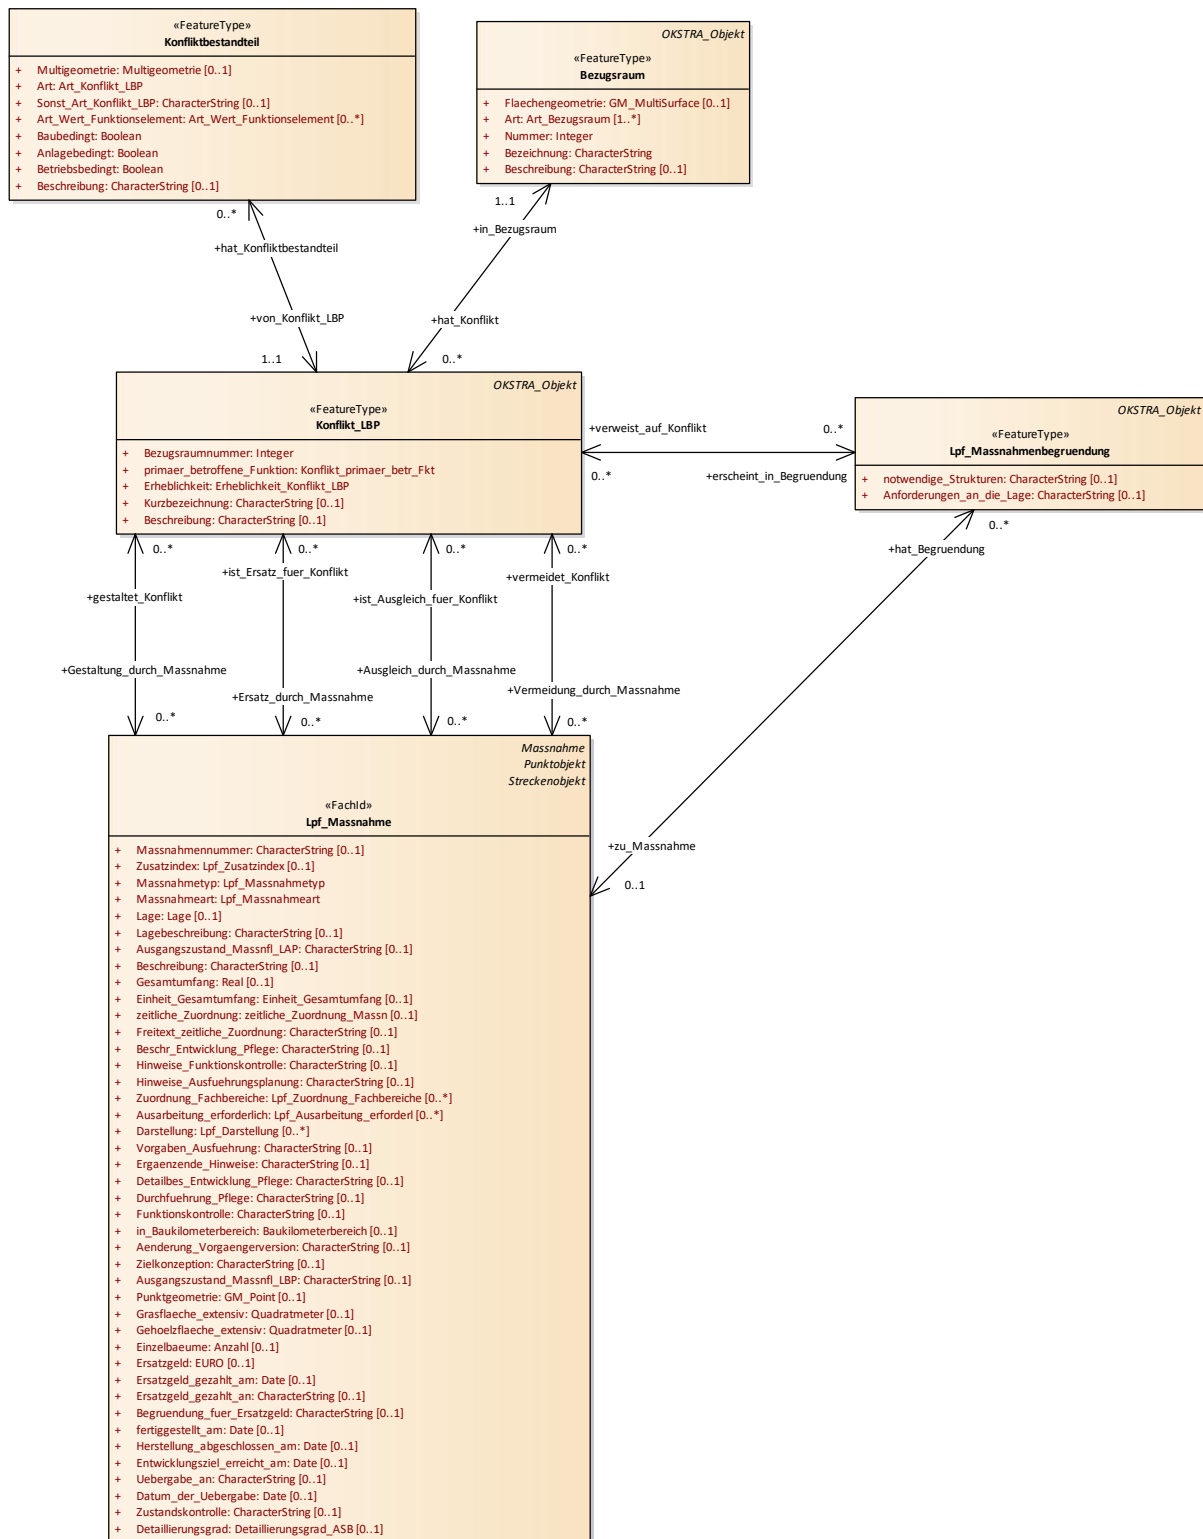 «FeatureType»
Konfliktbestandteil
+ Multigeometrie: Multigeometrie [0..1]
+ Art: Art_Konflikt_LBP
+ Sonst_Art_Konflikt_LBP: CharacterString [0..1]
+ Art_Wert_Funktionselement: Art_Wert_Funktionselement [0..*]
+ Baubedingt: Boolean
+ Anlagebedingt: Boolean
+ Betriebsbedingt: Boolean
+ Beschreibung: CharacterString [0..1]
OKSTRA_Objekt
«FeatureType»
Bezugsraum
+ Flaechengeometrie: GM_MultiSurface [0..1]
+ Art: Art_Bezugsraum [1..*]
+ Nummer: Integer
+ Bezeichnung: CharacterString
+ Beschreibung: CharacterString [0..1]
0..*
+hat_Konfliktbestandteil
+von_Konflikt_LBP
1..1
1..1
+in_Bezugsraum
+hat_Konflikt
0..*
OKSTRA_Objekt
«FeatureType»
Konflikt_LBP
+ Bezugsraumnummer: Integer
+ primaer_betroffene_Funktion: Konflikt_primaer_betr_Fkt
+ Erheblichkeit: Erheblichkeit_Konflikt_LBP
+ Kurzbezeichnung: CharacterString [0..1]
+ Beschreibung: CharacterString [0..1]
+verweist_auf_Konflikt
0..*
0..*
+erscheint_in_Begruendung
OKSTRA_Objekt
«FeatureType»
Lpf_Massnahmenbegruendung
+ notwendige_Strukturen: CharacterString [0..1]
+ Anforderungen_an_die_Lage: CharacterString [0..1]
0..*
+hat_Begruendung
+zu_Massnahme
0..1
0..*
+gestaltet_Konflikt
+Gestaltung_durch_Massnahme
0..*
0..*
+ist_Ersatz_fuer_Konflikt
+Ersatz_durch_Massnahme
0..*
0..*
+ist_Ausgleich_fuer_Konflikt
+Ausgleich_durch_Massnahme
0..*
0..*
+vermeidet_Konflikt
+Vermeidung_durch_Massnahme
0..*
Massnahme
Punktobjekt
Streckenobjekt
«FachId»
Lpf_Massnahme
+ Massnahmennummer: CharacterString [0..1]
+ Zusatzindex: Lpf_Zusatzindex [0..1]
+ Massnahmetyp: Lpf_Massnahmetyp
+ Massnahmeart: Lpf_Massnahmeart
+ Lage: Lage [0..1]
+ Lagebeschreibung: CharacterString [0..1]
+ Ausgangszustand_Massnfl_LAP: CharacterString [0..1]
+ Beschreibung: CharacterString [0..1]
+ Gesamtumfang: Real [0..1]
+ Einheit_Gesamtumfang: Einheit_Gesamtumfang [0..1]
+ zeitliche_Zuordnung: zeitliche_Zuordnung_Massn [0..1]
+ Freitext_zeitliche_Zuordnung: CharacterString [0..1]
+ Beschr_Entwicklung_Pflege: CharacterString [0..1]
+ Hinweise_Funktionskontrolle: CharacterString [0..1]
+ Hinweise_Ausfuehrungsplanung: CharacterString [0..1]
+ Zuordnung_Fachbereiche: Lpf_Zuordnung_Fachbereiche [0..*]
+ Ausarbeitung_erforderlich: Lpf_Ausarbeitung_erforderl [0..*]
+ Darstellung: Lpf_Darstellung [0..*]
+ Vorgaben_Ausfuehrung: CharacterString [0..1]
+ Ergaenzende_Hinweise: CharacterString [0..1]
+ Detailbes_Entwicklung_Pflege: CharacterString [0..1]
+ Durchfuehrung_Pflege: CharacterString [0..1]
+ Funktionskontrolle: CharacterString [0..1]
+ in_Baukilometerbereich: Baukilometerbereich [0..1]
+ Aenderung_Vorgaengerversion: CharacterString [0..1]
+ Zielkonzeption: CharacterString [0..1]
+ Ausgangszustand_Massnfl_LBP: CharacterString [0..1]
+ Punktgeometrie: GM_Point [0..1]
+ Grasflaeche_extensiv: Quadratmeter [0..1]
+ Gehoelzflaeche_extensiv: Quadratmeter [0..1]
+ Einzelbaeume: Anzahl [0..1]
+ Ersatzgeld: EURO [0..1]
+ Ersatzgeld_gezahlt_am: Date [0..1]
+ Ersatzgeld_gezahlt_an: CharacterString [0..1]
+ Begruendung_fuer_Ersatzgeld: CharacterString [0..1]
+ fertiggestellt_am: Date [0..1]
+ Herstellung_abgeschlossen_am: Date [0..1]
+ Entwicklungsziel_erreicht_am: Date [0..1]
+ Uebergabe_an: CharacterString [0..1]
+ Datum_der_Uebergabe: Date [0..1]
+ Zustandskontrolle: CharacterString [0..1]
+ Detaillierungsgrad: Detaillierungsgrad_ASB [0..1]